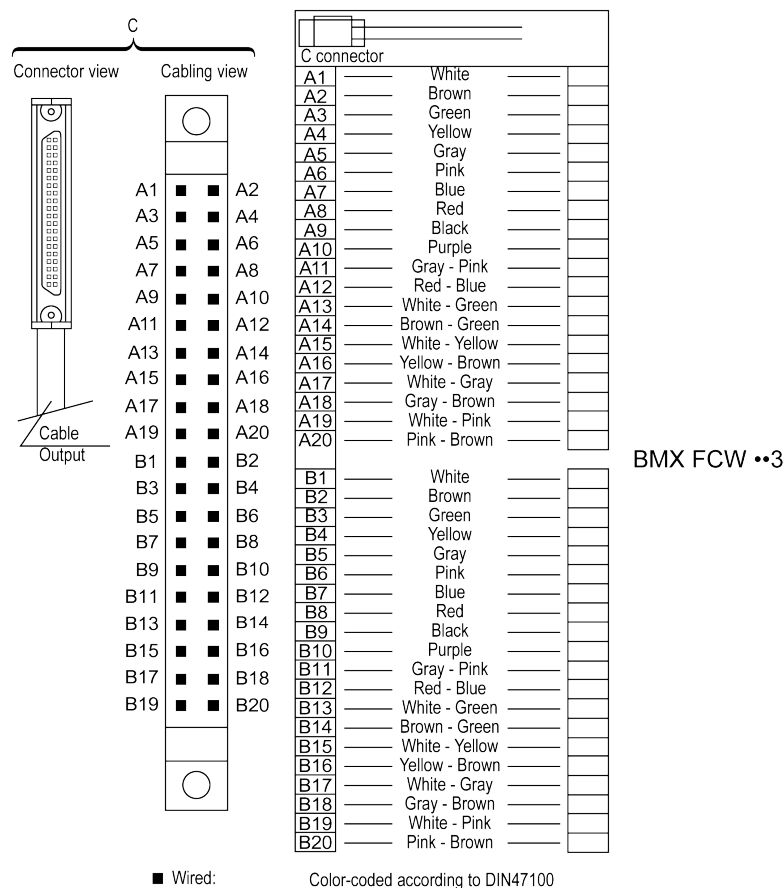 C
Connector view Cabling view
A1 A2
A3 A4
A5 A6
A7 A8
A9 A10
A11 A12
A13 A14
A15 A16
A17 A18
A19 A20
B1 B2
B3 B4
B5 B6
B7 B8
B9 B10
B11 B12
B13 B14
B15 B16
B17 B18
B19 B20
Cable
Output
C connector
A1 White
A2 Brown
A3 Green
A4 Yellow
A5 Gray
A6 Pink
A7 Blue
A8 Red
A9 Black
A10 Purple
A11 Gray - Pink
A12 Red - Blue
A13 White - Green
A14 Brown - Green
A15 White - Yellow
A16 Yellow - Brown
A17 White - Gray
A18 Gray - Brown
A19 White - Pink
A20 Pink - Brown
B1 White
B2 Brown
B3 Green
B4 Yellow
B5 Gray
B6 Pink
B7 Blue
B8 Red
B9 Black
B10 Purple
B11 Gray - Pink
B12 Red - Blue
B13 White - Green
B14 Brown - Green
B15 White - Yellow
B16 Yellow - Brown
B17 White - Gray
B18 Gray - Brown
B19 White - Pink
B20 Pink - Brown
BMX FCW ••3
■ Wired: Color-coded according to DIN47100